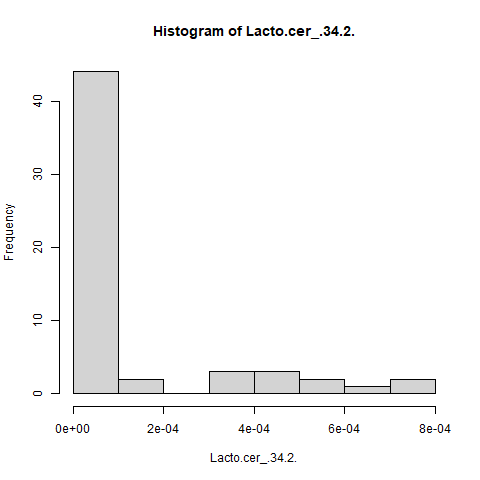 Histogram of Lacto.cer_.34.2.
Frequency
40
30
20
10
0
0e+00 2e-04 4e-04 6e-04 8e-04
Lacto.cer_.34.2.